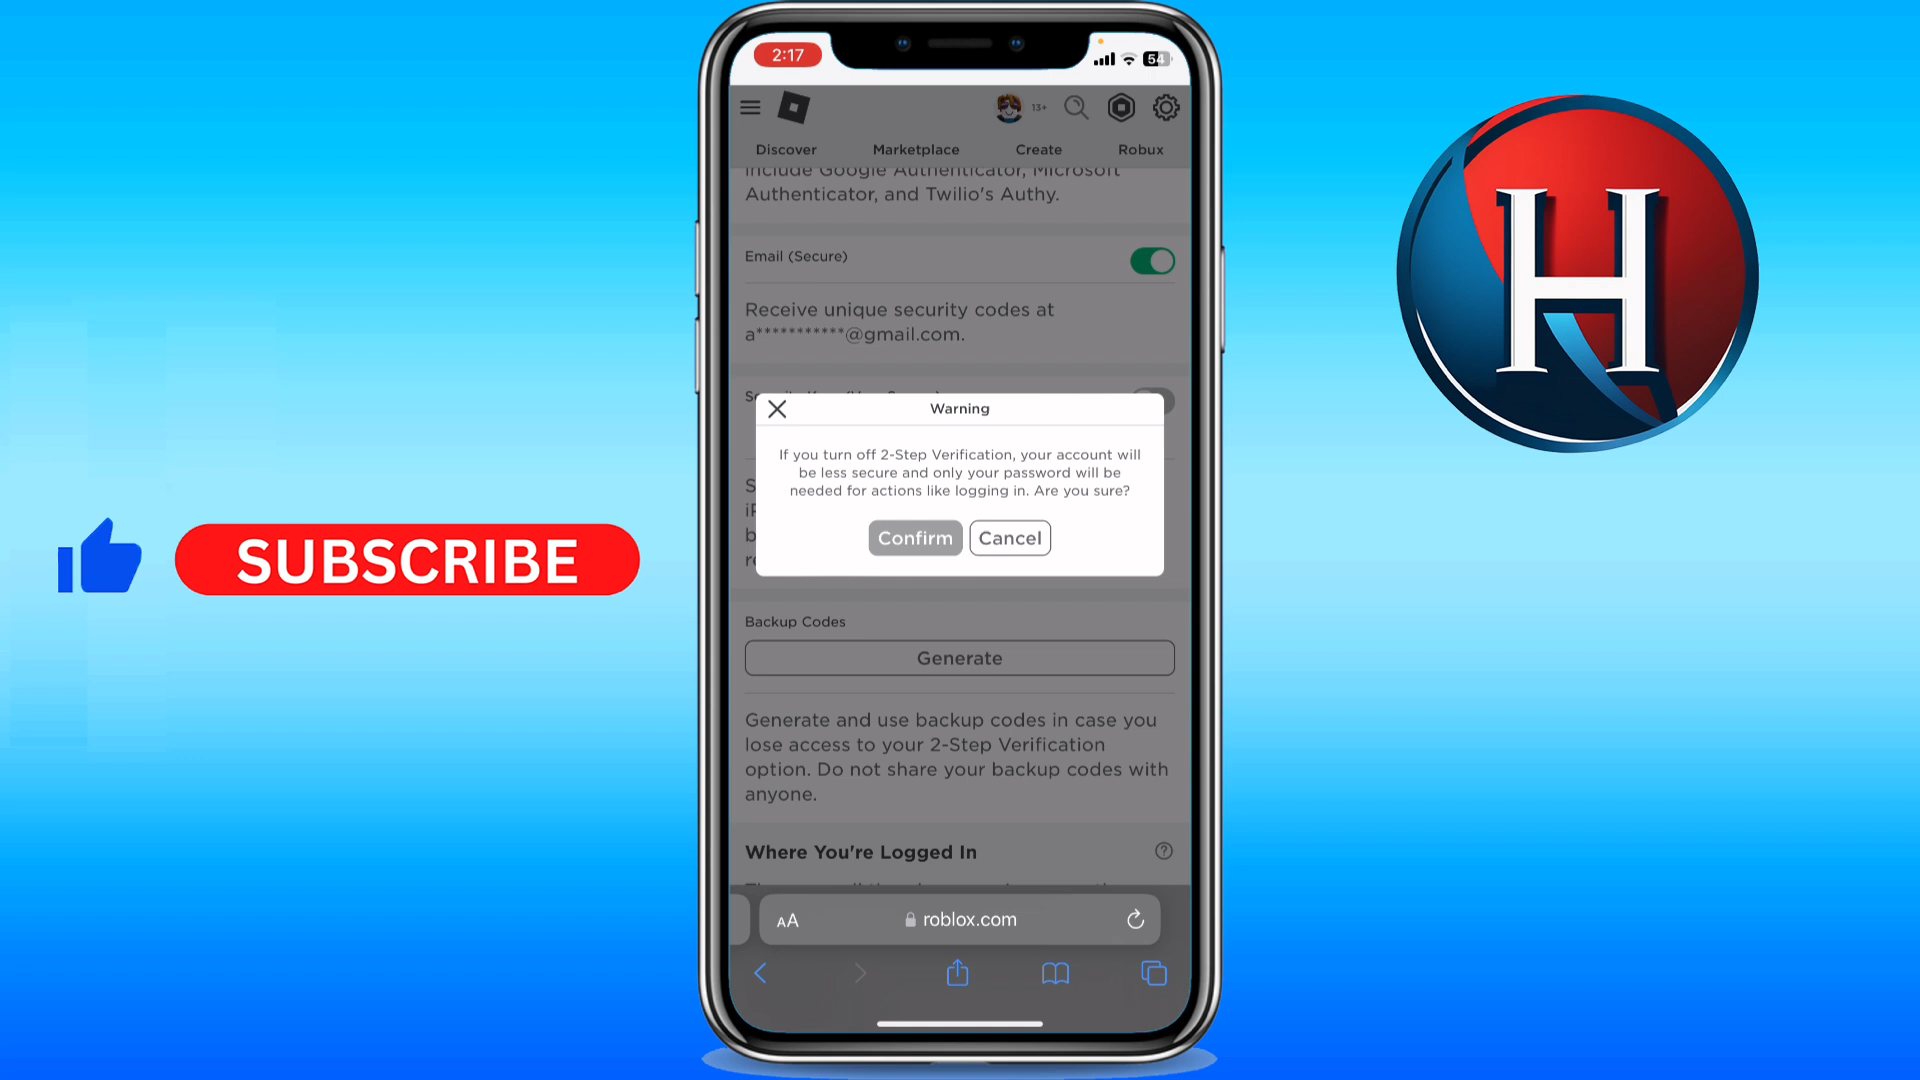 2:17
54
13+
Discover Marketplace Create Robux
include Google Authenticator, Microsoft
Authenticator, and Twilio's Authy.
Email (Secure)
Receive unique security codes at
a***********@gmail.com.
Warning
If you turn off 2-Step Verification, your account will
be less secure and only your password will be
needed for actions like logging in. Are you sure?
Confirm Cancel
Backup Codes
Generate
Generate and use backup codes in case you
lose access to your 2-Step Verification
option. Do not share your backup codes with
anyone.
Where You're Logged In
AA roblox.com
SUBSCRIBE
H